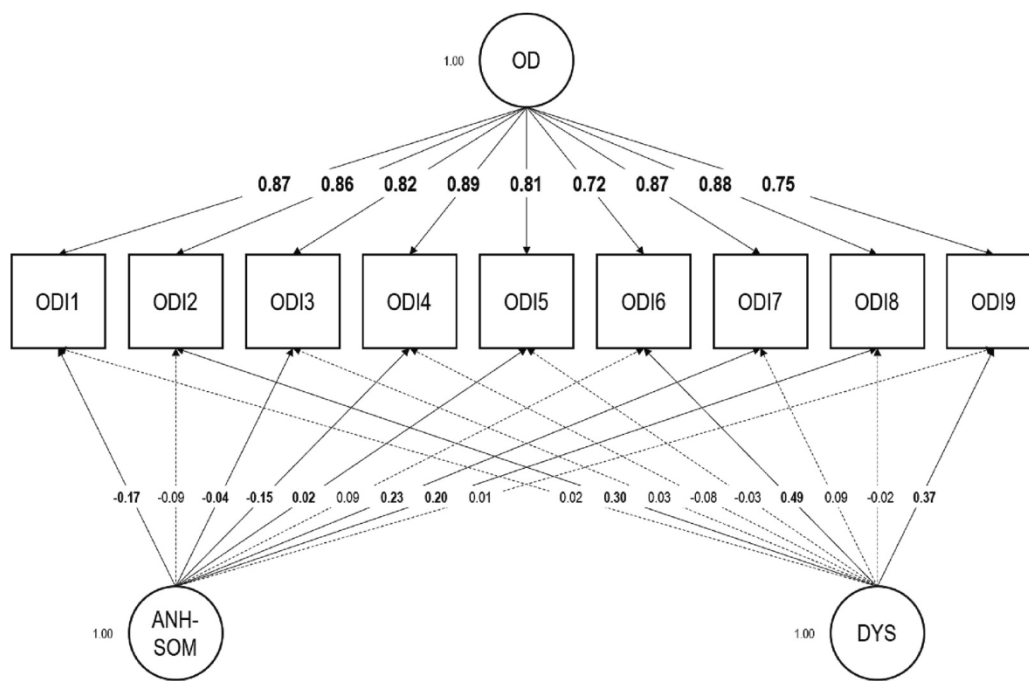 1.00 OD
0.87 0.86 0.82 0.89 0.81 0.72 0.87 0.88 0.75
ODI1 ODI2 ODI3 ODI4 ODI5 ODI6 ODI7 ODI8 ODI9
-0.17 -0.09 -0.04 -0.15 0.02 0.09 0.23 0.20 0.01 0.02 0.30 0.03 -0.08 -0.03 0.49 0.09 -0.02 0.37
1.00 ANH-
SOM
1.00 DYS